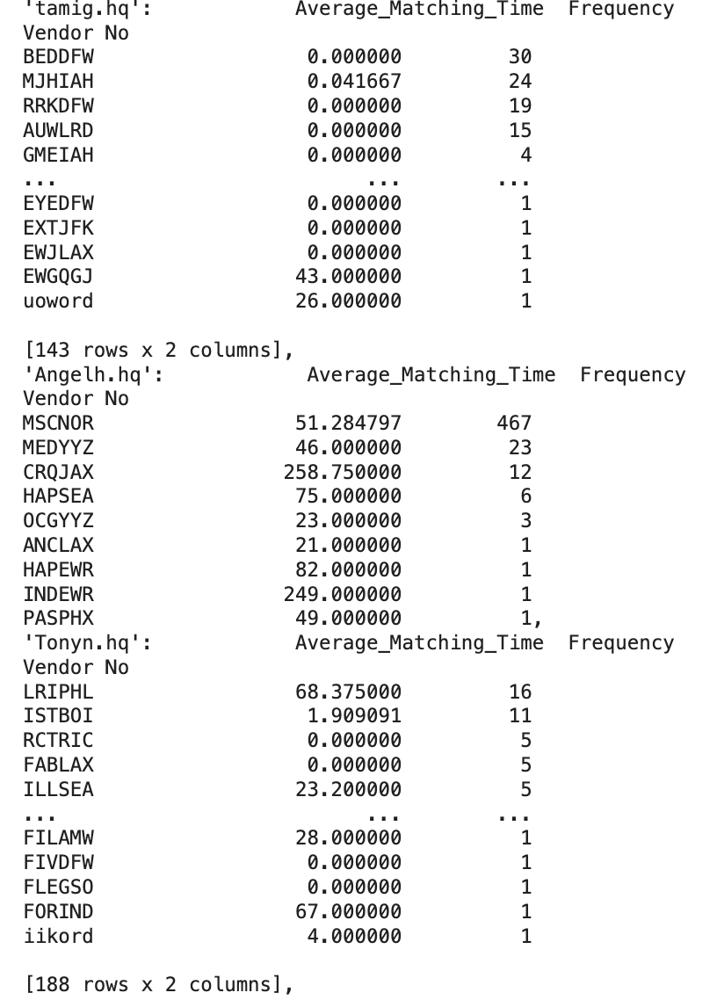 'tamig.hq':            Average_Matching_Time  Frequency
Vendor No
BEDDFW                  0.000000         30
MJHIAH                  0.041667         24
RRKDFW                  0.000000         19
AUWLRD                  0.000000         15
GMEIAH                  0.000000          4
...                          ...        ...
EYEDFW                  0.000000          1
EXTJFK                  0.000000          1
EWJLAX                  0.000000          1
EWGQGJ                 43.000000          1
uoword                 26.000000          1

[143 rows x 2 columns],
'Angelh.hq':            Average_Matching_Time  Frequency
Vendor No
MSCNOR                 51.284797        467
MEDYYZ                 46.000000         23
CRQJAX                258.750000         12
HAPSEA                 75.000000          6
OCGYYZ                 23.000000          3
ANCLAX                 21.000000          1
HAPEWR                 82.000000          1
INDEWR                249.000000          1
PASPHX                 49.000000          1,
'Tonyn.hq':            Average_Matching_Time  Frequency
Vendor No
LRIPHL                 68.375000         16
ISTBOI                  1.909091         11
RCTRIC                  0.000000          5
FABLAX                  0.000000          5
ILLSEA                 23.200000          5
...                          ...        ...
FILAMW                 28.000000          1
FIVDFW                  0.000000          1
FLEGSO                  0.000000          1
FORIND                 67.000000          1
iikord                  4.000000          1

[188 rows x 2 columns],